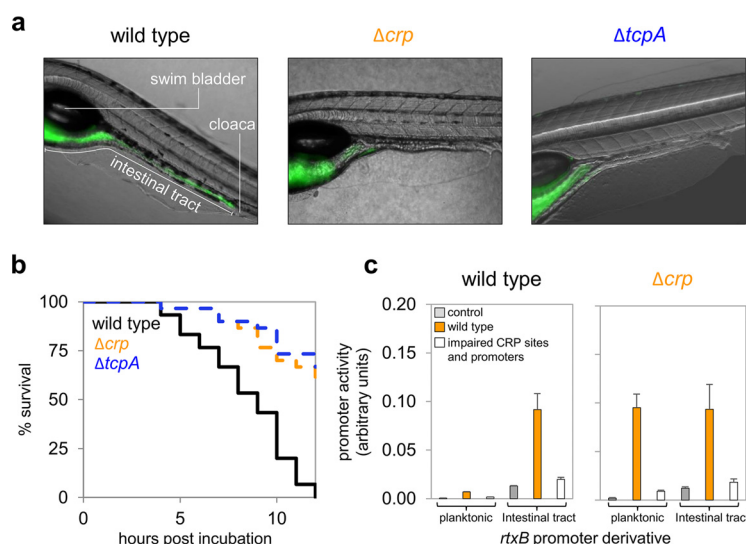 a
wild type
Δcrp
ΔtcpA
swim bladder
cloaca
intestinal tract
b
100
75
50
25
0
% survival
wild type
Δcrp
ΔtcpA
0
5
10
hours post incubation
c
wild type
Δcrp
0.20
0.15
0.10
0.05
0.00
promoter activity
(arbitrary units)
control
wild type
impaired CRP sites
and promoters
planktonic
Intestinal tract
planktonic
Intestinal tract
rtxB promoter derivative